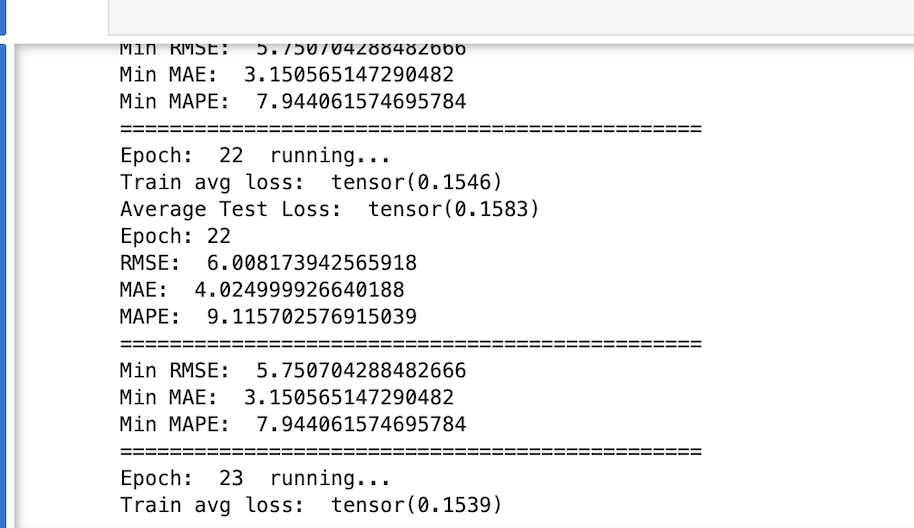 Min RMSE:  5.750704288482666
Min MAE:  3.150565147290482
Min MAPE:  7.944061574695784
===============================================
Epoch:  22  running...
Train avg loss:  tensor(0.1546)
Average Test Loss:  tensor(0.1583)
Epoch: 22
RMSE:  6.008173942565918
MAE:  4.024999926640188
MAPE:  9.115702576915039
===============================================
Min RMSE:  5.750704288482666
Min MAE:  3.150565147290482
Min MAPE:  7.944061574695784
===============================================
Epoch:  23  running...
Train avg loss:  tensor(0.1539)